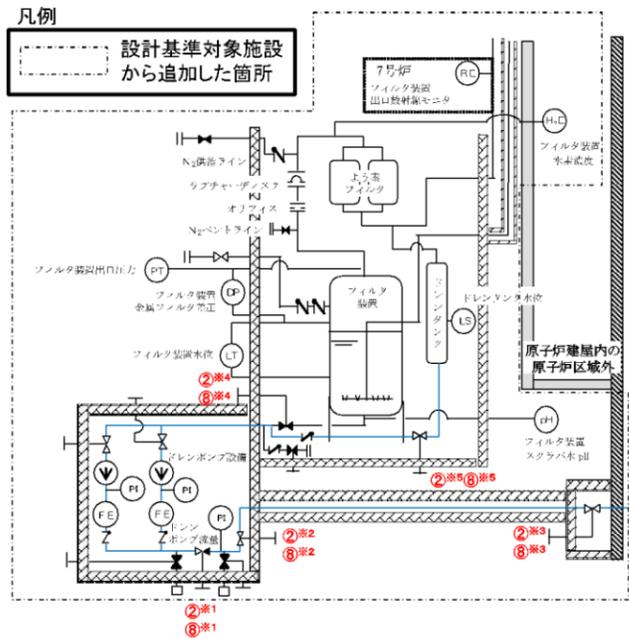 凡例
設計基準対象施設
から追加した箇所
7号炉
フィルタ装置
出口放射線モニタ
RE
H₂E
フィルタ装置
水素濃度
N₂供給ライン
ラプチャーディスク
オリフィス
N₂ベントライン
よう素
フィルタ
フィルタ装置出口圧力
PT
フィルタ装置
金属フィルタ差圧
DP
フィルタ装置
ドレンタンク
ドレンタンク水位
LS
フィルタ装置水位
LT
原子炉建屋内の
原子炉区域外
②※4
⑧※4
pH
フィルタ装置
スクラバ水pH
ドレンポンプ設備
PI
PI
FE
FE
ドレン
ポンプ流量
PI
②※5⑧※5
②※2
⑧※2
②※3
⑧※3
②※1
⑧※1